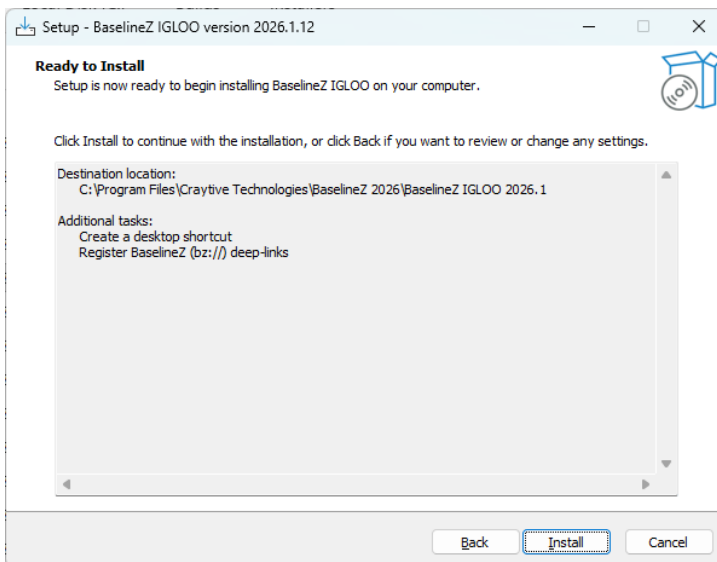 Setup - BaselineZ IGLOO version 2026.1.12
Ready to Install
Setup is now ready to begin installing BaselineZ IGLOO on your computer.
Click Install to continue with the installation, or click Back if you want to review or change any settings.
Destination location:
C:\Program Files\Craytive Technologies\BaselineZ 2026\BaselineZ IGLOO 2026.1
Additional tasks:
Create a desktop shortcut
Register BaselineZ (bz://) deep-links
Back
Install
Cancel